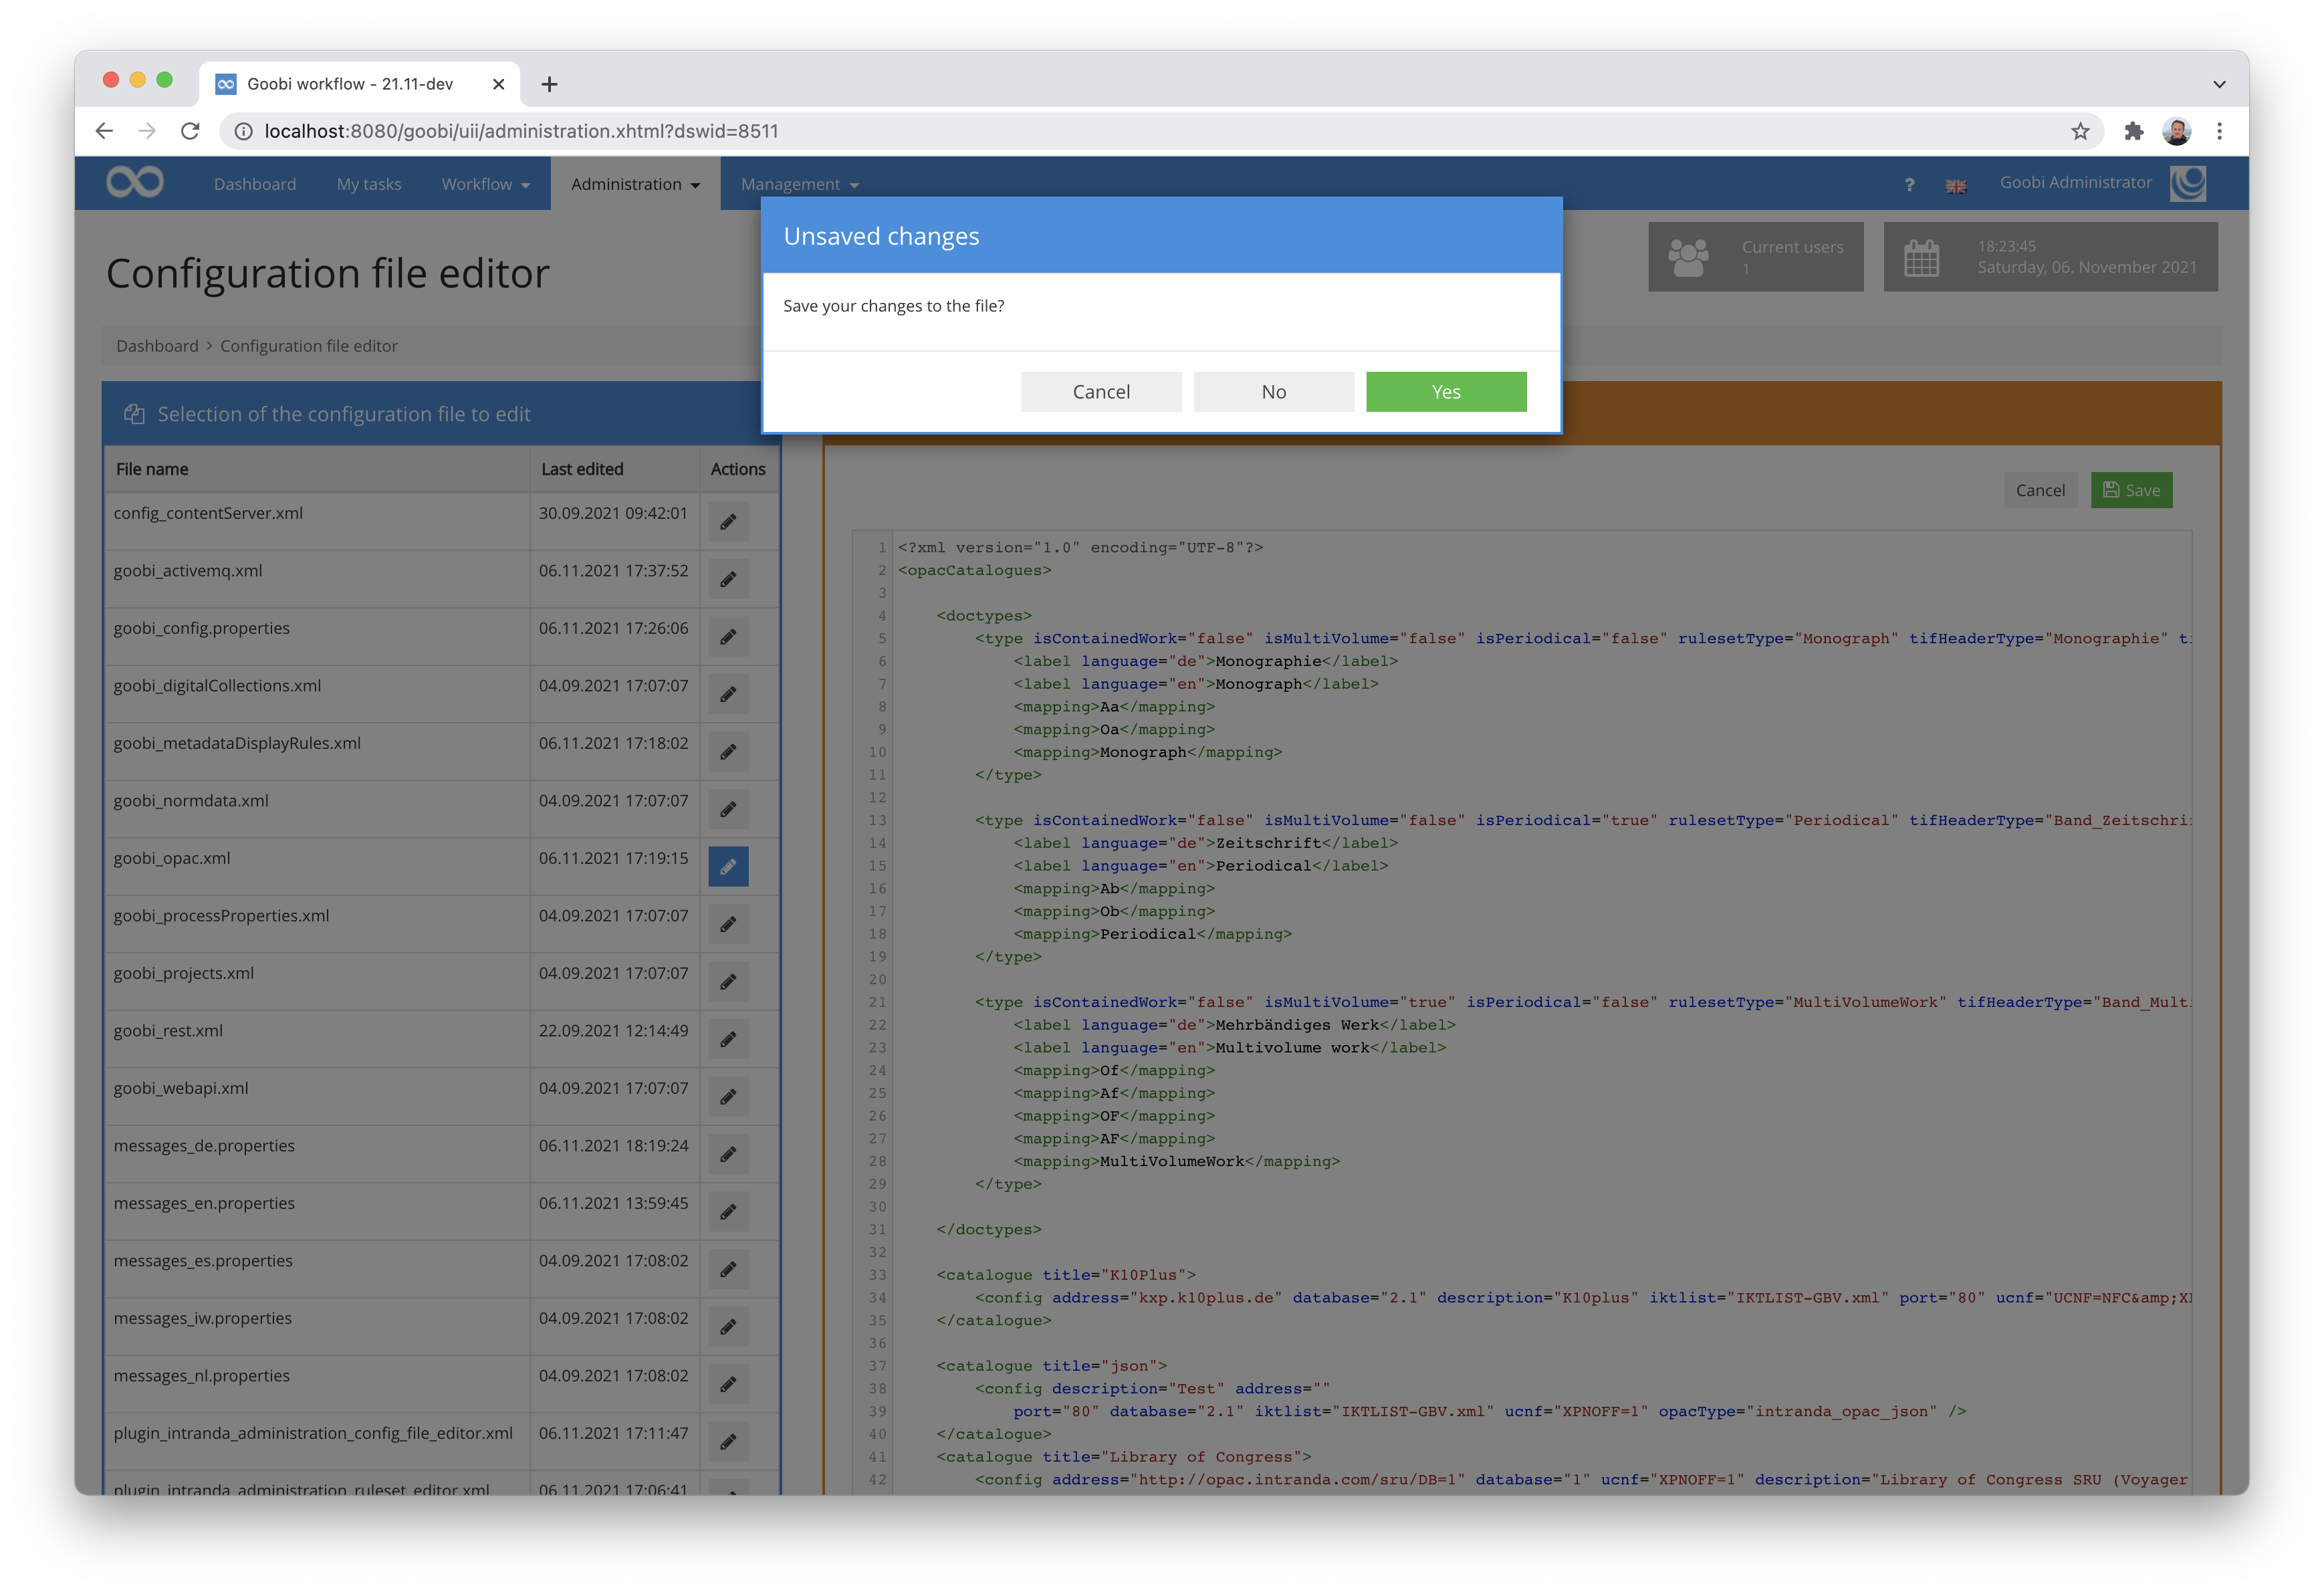 Goobi workflow - 21.11-dev
localhost:8080/goobi/uii/administration.xhtml?dswid=8511
Dashboard My tasks Workflow Administration Management ? Goobi Administrator
Unsaved changes
Save your changes to the file?
Cancel No Yes
Configuration file editor
Current users
1
18:23:45
Saturday, 06. November 2021
Dashboard > Configuration file editor
Selection of the configuration file to edit
File name Last edited Actions
config_contentServer.xml 30.09.2021 09:42:01
goobi_activemq.xml 06.11.2021 17:37:52
goobi_config.properties 06.11.2021 17:26:06
goobi_digitalCollections.xml 04.09.2021 17:07:07
goobi_metadataDisplayRules.xml 06.11.2021 17:18:02
goobi_normdata.xml 04.09.2021 17:07:07
goobi_opac.xml 06.11.2021 17:19:15
goobi_processProperties.xml 04.09.2021 17:07:07
goobi_projects.xml 04.09.2021 17:07:07
goobi_rest.xml 22.09.2021 12:14:49
goobi_webapi.xml 04.09.2021 17:07:07
messages_de.properties 06.11.2021 18:19:24
messages_en.properties 06.11.2021 13:59:45
messages_es.properties 04.09.2021 17:08:02
messages_iw.properties 04.09.2021 17:08:02
messages_nl.properties 04.09.2021 17:08:02
plugin_intranda_administration_config_file_editor.xml 06.11.2021 17:11:47
plugin_intranda_administration_ruleset_editor.xml 06.11.2021 17:06:41
Cancel Save
1 <?xml version="1.0" encoding="UTF-8"?>
2 <opacCatalogues>
3
4 <doctypes>
5 <type isContainedWork="false" isMultiVolume="false" isPeriodical="false" rulesetType="Monograph" tifHeaderType="Monographie" ti
6 <label language="de">Monographie</label>
7 <label language="en">Monograph</label>
8 <mapping>Aa</mapping>
9 <mapping>Oa</mapping>
10 <mapping>Monograph</mapping>
11 </type>
12
13 <type isContainedWork="false" isMultiVolume="false" isPeriodical="true" rulesetType="Periodical" tifHeaderType="Band_Zeitschri
14 <label language="de">Zeitschrift</label>
15 <label language="en">Periodical</label>
16 <mapping>Ab</mapping>
17 <mapping>Ob</mapping>
18 <mapping>Periodical</mapping>
19 </type>
20
21 <type isContainedWork="false" isMultiVolume="true" isPeriodical="false" rulesetType="MultiVolumeWork" tifHeaderType="Band_Multi
22 <label language="de">Mehrbändiges Werk</label>
23 <label language="en">Multivolume work</label>
24 <mapping>Of</mapping>
25 <mapping>Af</mapping>
26 <mapping>OF</mapping>
27 <mapping>AF</mapping>
28 <mapping>MultiVolumeWork</mapping>
29 </type>
30
31 </doctypes>
32
33 <catalogue title="K10Plus">
34 <config address="kxp.k10plus.de" database="2.1" description="K10plus" iktlist="IKTLIST-GBV.xml" port="80" ucnf="UCNF=NFC&amp;X
35 </catalogue>
36
37 <catalogue title="json">
38 <config description="Test" address=""
39 port="80" database="2.1" iktlist="IKTLIST-GBV.xml" ucnf="XPNOFF=1" opacType="intranda_opac_json" />
40 </catalogue>
41 <catalogue title="Library of Congress">
42 <config address="http://opac.intranda.com/sru/DB=1" database="1" ucnf="XPNOFF=1" description="Library of Congress SRU (Voyager